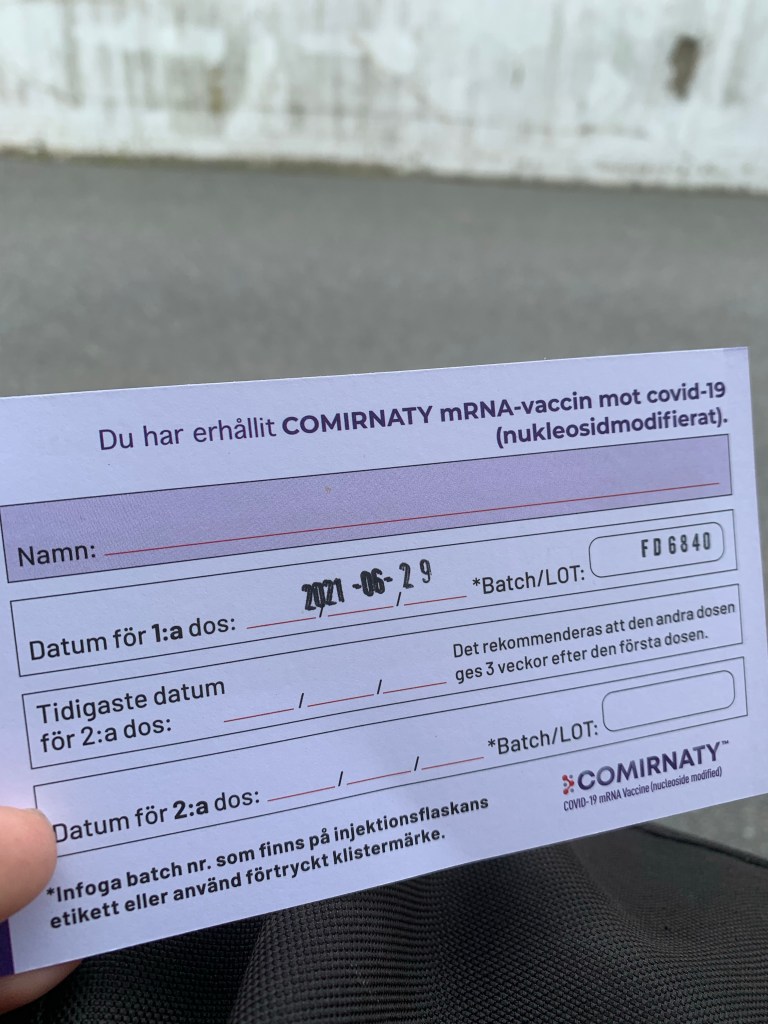 Du har erhållit COMIRNATY mRNA-vaccin mot covid-19
(nukleosidmodifierat).
Namn:
Datum för 1:a dos: 2021-06-29 *Batch/LOT: FD6840
Tidigaste datum
för 2:a dos: / /
Det rekommenderas att den andra dosen
ges 3 veckor efter den första dosen.
Datum för 2:a dos: / / *Batch/LOT:
*Infoga batch nr. som finns på injektionsflaskans
etikett eller använd förtryckt klistermärke.
COMIRNATY™
COVID-19 mRNA Vaccine (nucleoside modified)